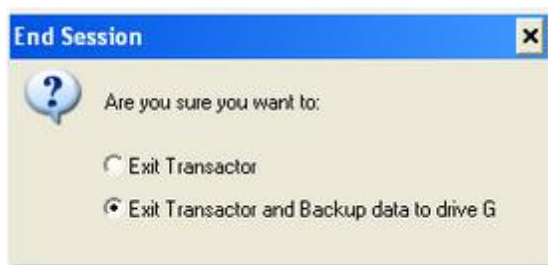 End Session
Are you sure you want to:
Exit Transactor
Exit Transactor and Backup data to drive G